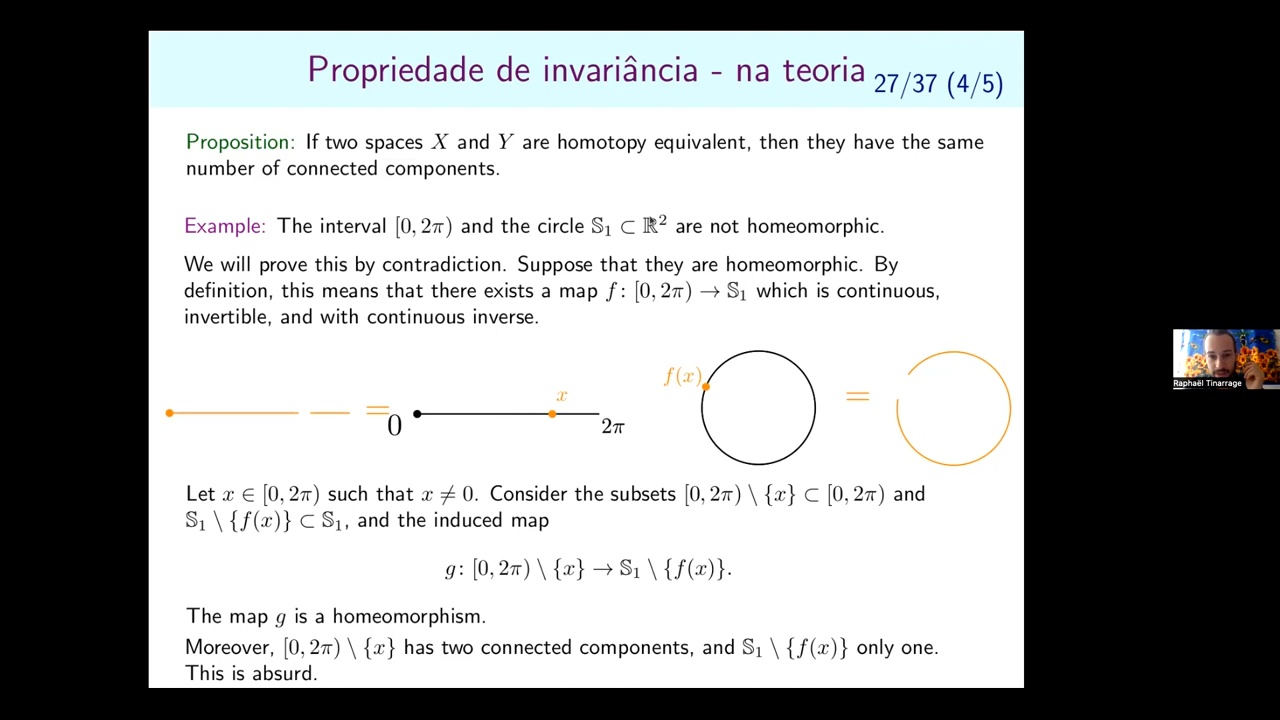 Propriedade de invariância - na teoria 27/37 (4/5)
Proposition: If two spaces X and Y are homotopy equivalent, then they have the same
number of connected components.
Example: The interval [0, 2π) and the circle 𝕊₁ ⊂ ℝ² are not homeomorphic.
We will prove this by contradiction. Suppose that they are homeomorphic. By
definition, this means that there exists a map f: [0, 2π) → 𝕊₁ which is continuous,
invertible, and with continuous inverse.
= 0 x 2π f(x) =
Let x ∈ [0, 2π) such that x ≠ 0. Consider the subsets [0, 2π) \ {x} ⊂ [0, 2π) and
𝕊₁ \ {f(x)} ⊂ 𝕊₁, and the induced map
g: [0, 2π) \ {x} → 𝕊₁ \ {f(x)}.
The map g is a homeomorphism.
Moreover, [0, 2π) \ {x} has two connected components, and 𝕊₁ \ {f(x)} only one.
This is absurd.
Raphaël Tinarrage